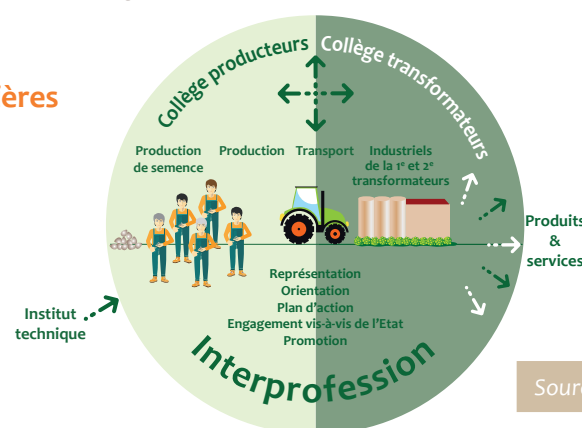 ères
Collège producteurs
Collège transformateurs
Production
de semence
Production
Transport
Industriels
de la 1e et 2e
transformateurs
Produits
&
services
Représentation
Orientation
Plan d'action
Engagement vis-à-vis de l'Etat
Promotion
Institut
technique
Interprofession
Sour